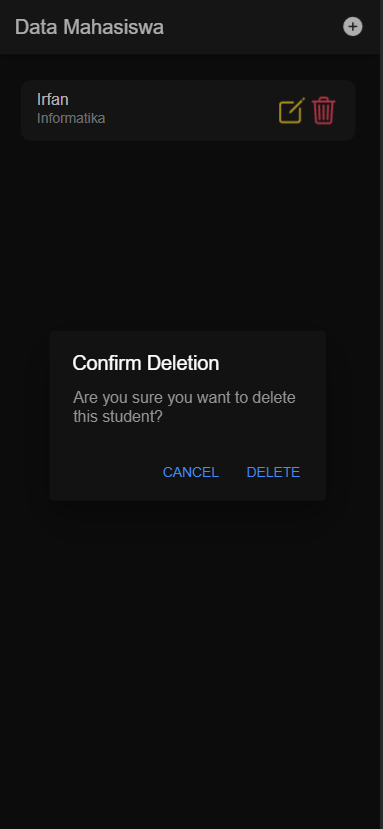 Data Mahasiswa
Irfan
Informatika
Confirm Deletion
Are you sure you want to delete
this student?
CANCEL DELETE